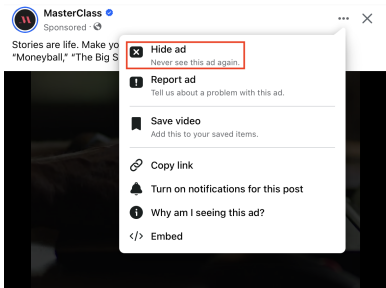 MasterClass
Sponsored ·
Stories are life. Make yo
"Moneyball," "The Big S
Hide ad
Never see this ad again.
Report ad
Tell us about a problem with this ad.
Save video
Add this to your saved items.
Copy link
Turn on notifications for this post
Why am I seeing this ad?
Embed